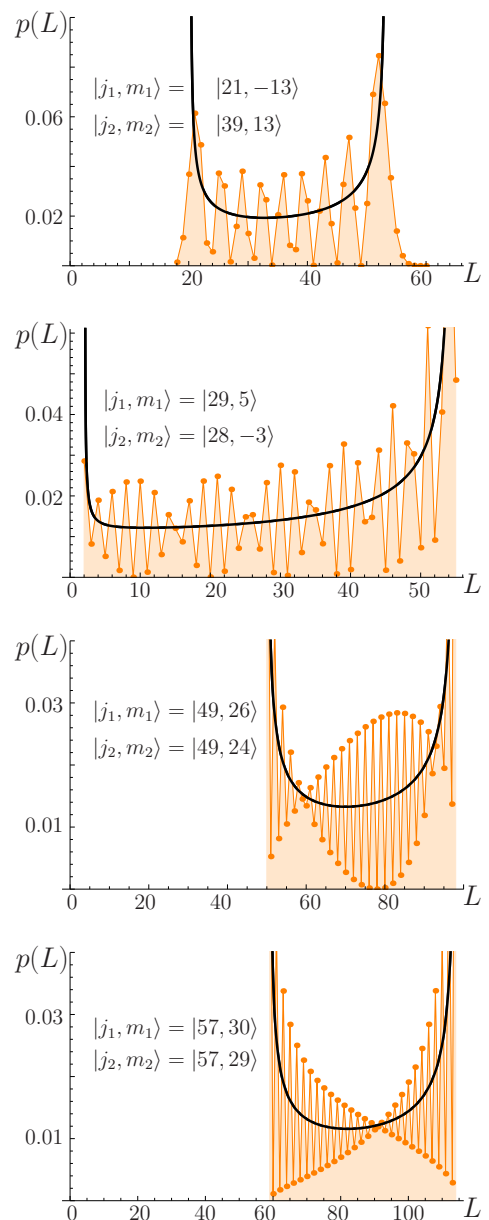 p(L)
|j₁, m₁⟩ = |21, −13⟩
|j₂, m₂⟩ = |39, 13⟩
0.06
0.02
0 20 40 60 L
p(L)
|j₁, m₁⟩ = |29, 5⟩
|j₂, m₂⟩ = |28, −3⟩
0.04
0.02
0 10 20 30 40 50 L
p(L)
|j₁, m₁⟩ = |49, 26⟩
|j₂, m₂⟩ = |49, 24⟩
0.03
0.01
0 20 40 60 80 L
p(L)
|j₁, m₁⟩ = |57, 30⟩
|j₂, m₂⟩ = |57, 29⟩
0.03
0.01
0 20 40 60 80 100 L